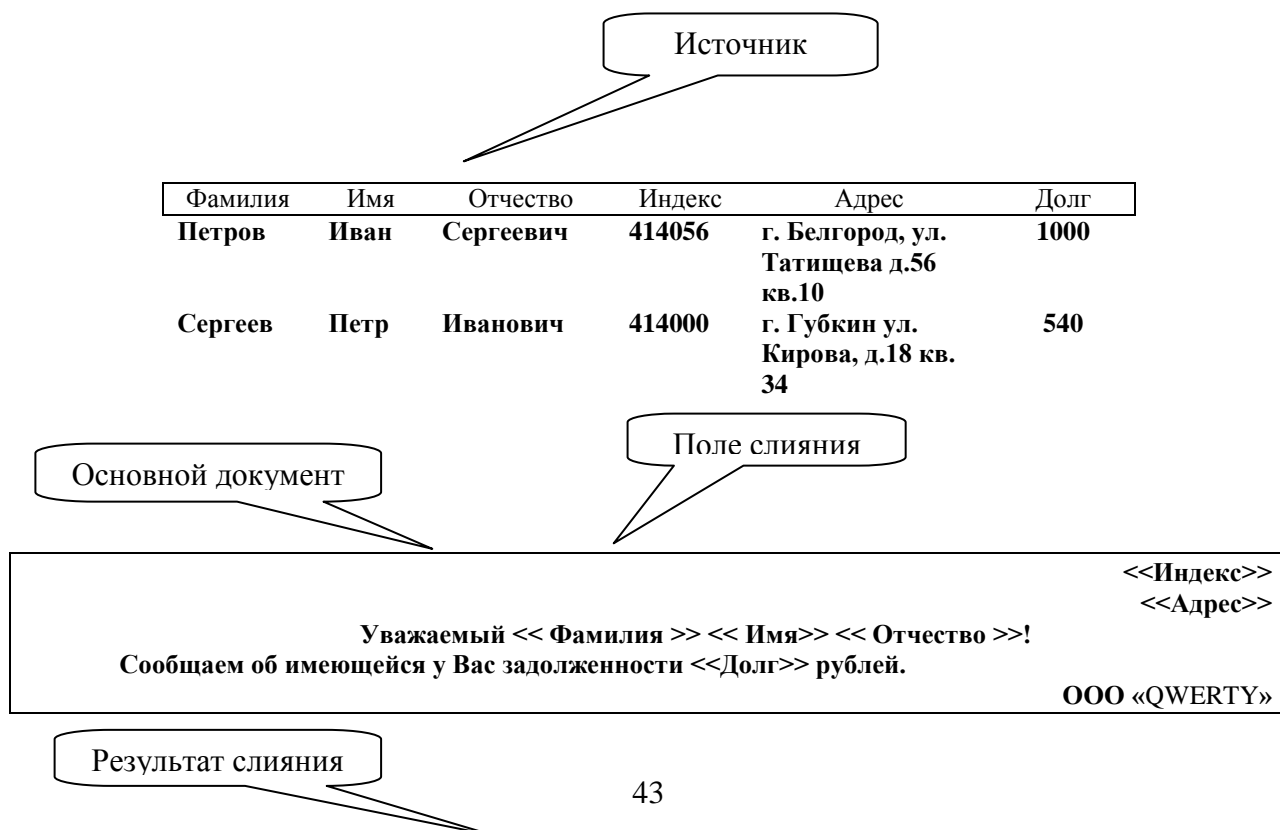 Источник
Фамилия Имя Отчество Индекс Адрес Долг
Петров Иван Сергеевич 414056 г. Белгород, ул. 1000
Татищева д.56
кв.10
Сергеев Петр Иванович 414000 г. Губкин ул. 540
Кирова, д.18 кв.
34
Поле слияния
Основной документ
<<Индекс>>
<<Адрес>>
Уважаемый << Фамилия >> << Имя>> << Отчество >>!
Сообщаем об имеющейся у Вас задолженности <<Долг>> рублей.
ООО «QWERTY»
Результат слияния
43